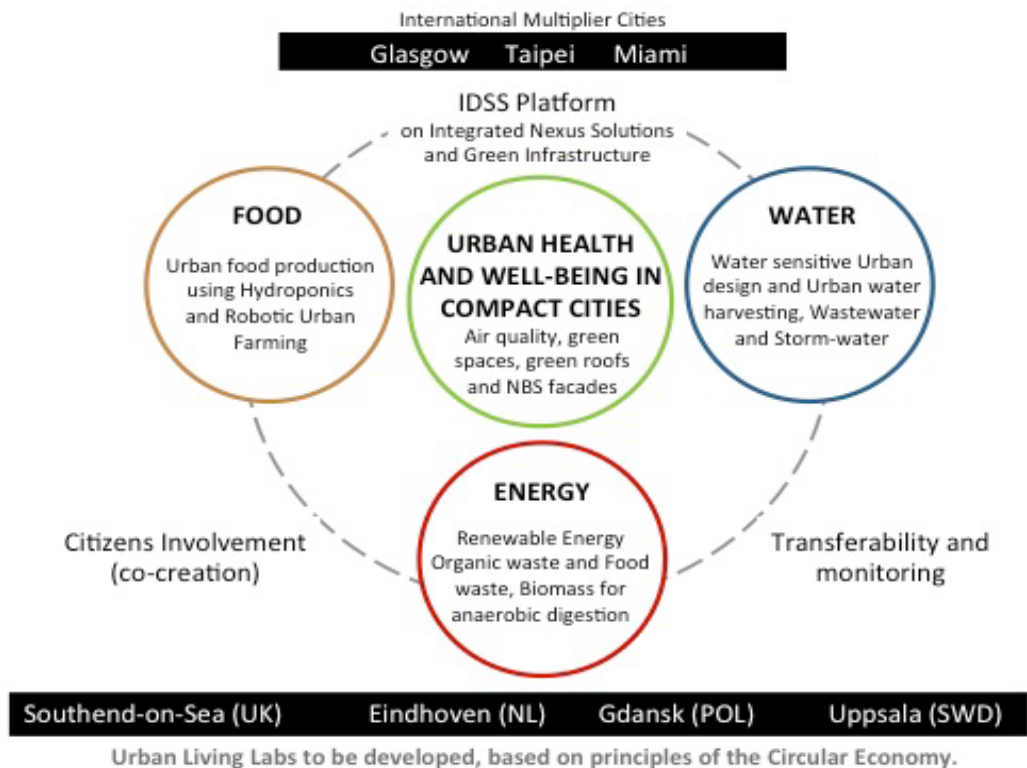 International Multiplier Cities
Glasgow Taipei Miami
IDSS Platform
on Integrated Nexus Solutions
and Green Infrastructure
FOOD
Urban food production
using Hydroponics
and Robotic Urban
Farming
URBAN HEALTH
AND WELL-BEING IN
COMPACT CITIES
Air quality, green
spaces, green roofs
and NBS facades
WATER
Water sensitive Urban
design and Urban water
harvesting, Wastewater
and Storm-water
ENERGY
Renewable Energy
Organic waste and Food
waste, Biomass for
anaerobic digestion
Citizens Involvement
(co-creation)
Transferability and
monitoring
Southend-on-Sea (UK) Eindhoven (NL) Gdansk (POL) Uppsala (SWD)
Urban Living Labs to be developed, based on principles of the Circular Economy.